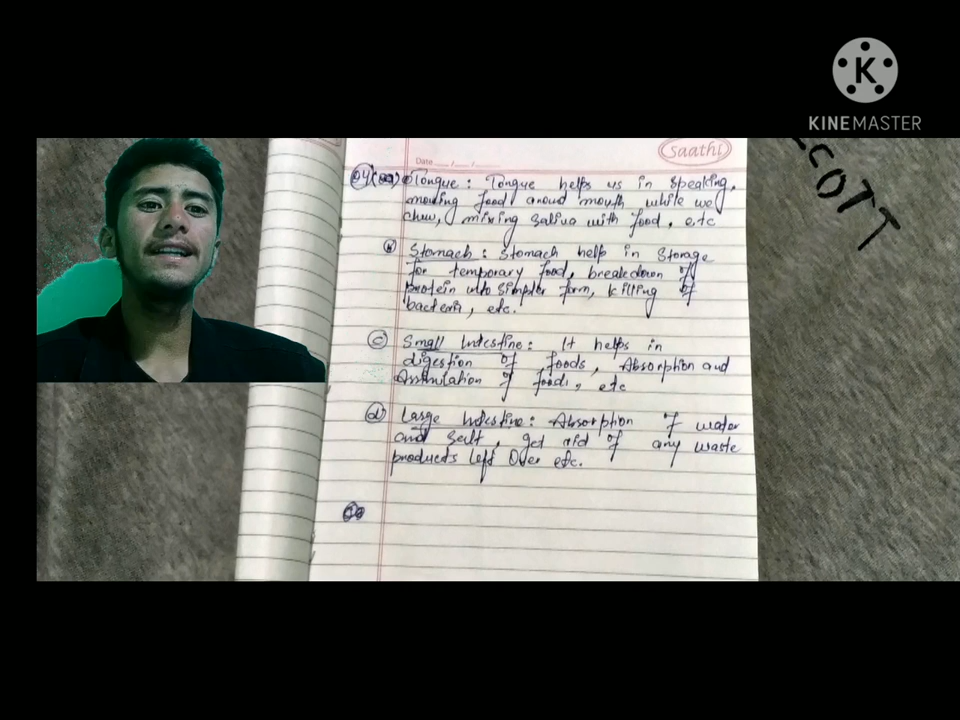 KINEMASTER
Saathi
Date
LCOTT
Q4 (a) Tongue : Tongue helps us in Speaking,
moving food aroud mouth while we
chew, mixing saliva with food, etc
(b) Stomach : Stomach help in Storage
for temporary food, breakdown of
protein into Simpler form, killing of
bacteria, etc.
(c) Small Intestine : It helps in
digestion of foods, Absorption and
Assimilation of foods, etc
(d) Large Intestine : Absorption of water
and Salt, get rid of any waste
products left Over etc.